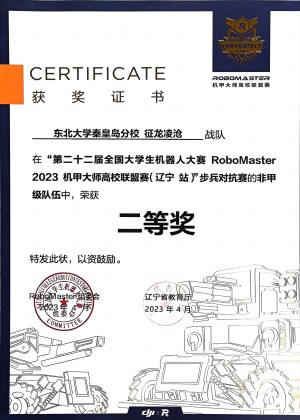 UNIVERSITY
CERTIFICATE
获奖证书
ROBOMASTER
机甲大师高校联盟赛
东北大学秦皇岛分校 征龙凌沧 战队
在“第二十二届全国大学生机器人大赛 RoboMaster
2023 机甲大师高校联盟赛(辽宁 站)”步兵对抗赛的非甲
级队伍中，荣获
二等奖
特发此状，以资鼓励。
RoboMaster组委会
辽宁省教育厅
2023 年 月
2023 年 4 月
dji